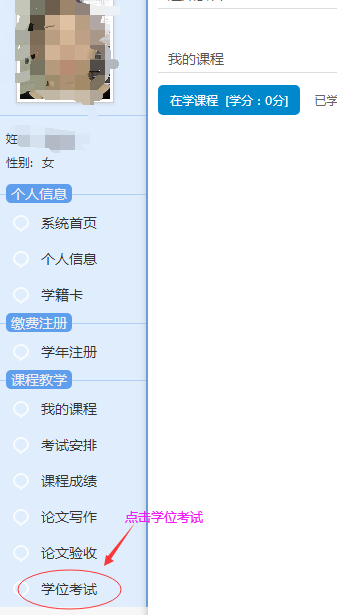 我的课程
在学课程 [学分：0分]
已学
姓
性别: 女
个人信息
系统首页
个人信息
学籍卡
缴费注册
学年注册
课程教学
我的课程
考试安排
课程成绩
论文写作
点击学位考试
论文验收
学位考试